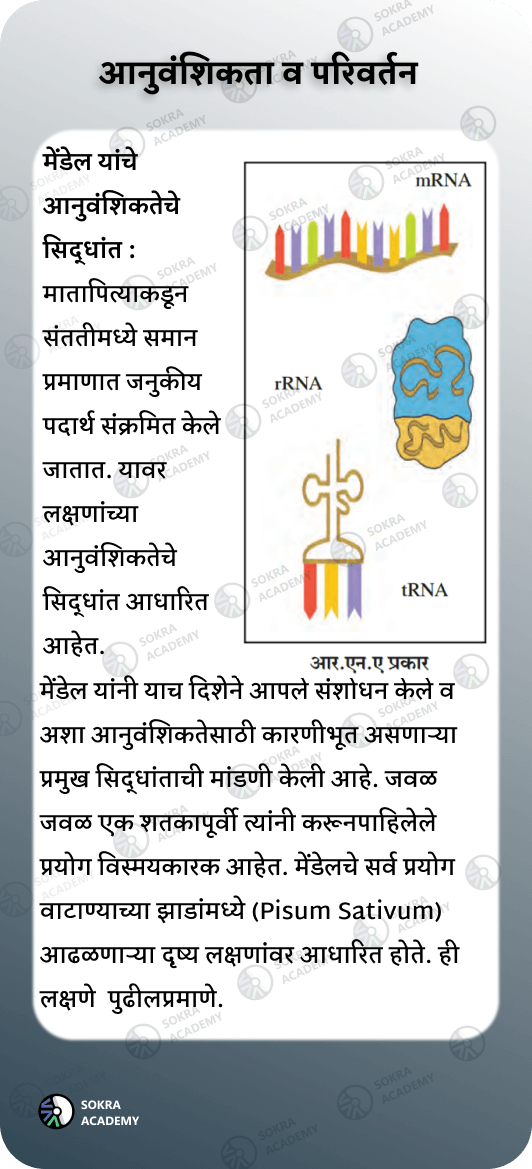 आनुवंशिकता व परिवर्तन
मेंडेल यांचे
आनुवंशिकतेचे
सिद्धांत :
मातापित्याकडून
संततीमध्ये समान
प्रमाणात जनुकीय
पदार्थ संक्रमित केले
जातात. यावर
लक्षणांच्या
आनुवंशिकतेचे
सिद्धांत आधारित
आहेत.
mRNA
rRNA
tRNA
आर.एन.ए प्रकार
मेंडेल यांनी याच दिशेने आपले संशोधन केले व
अशा आनुवंशिकतेसाठी कारणीभूत असणाऱ्या
प्रमुख सिद्धांताची मांडणी केली आहे. जवळ
जवळ एक शतकापूर्वी त्यांनी करूनपाहिलेले
प्रयोग विस्मयकारक आहेत. मेंडेलचे सर्व प्रयोग
वाटाण्याच्या झाडांमध्ये (Pisum Sativum)
आढळणाऱ्या दृष्य लक्षणांवर आधारित होते. ही
लक्षणे पुढीलप्रमाणे.
SOKRA
ACADEMY